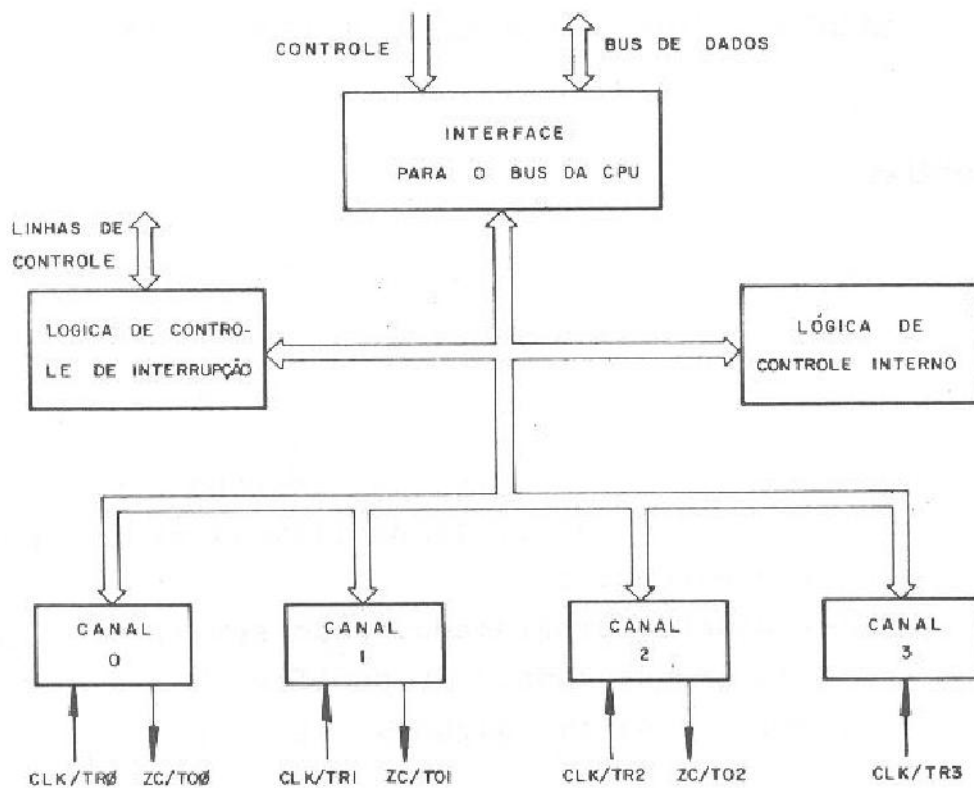 CONTROLE
BUS DE DADOS
INTERFACE
PARA O BUS DA CPU
LINHAS DE
CONTROLE
LOGICA DE CONTRO-
LE DE INTERRUPÇÃO
LÓGICA DE
CONTROLE INTERNO
CANAL
0
CANAL
1
CANAL
2
CANAL
3
CLK/TRØ
ZC/TOØ
CLK/TR1
ZC/TO1
CLK/TR2
ZC/TO2
CLK/TR3